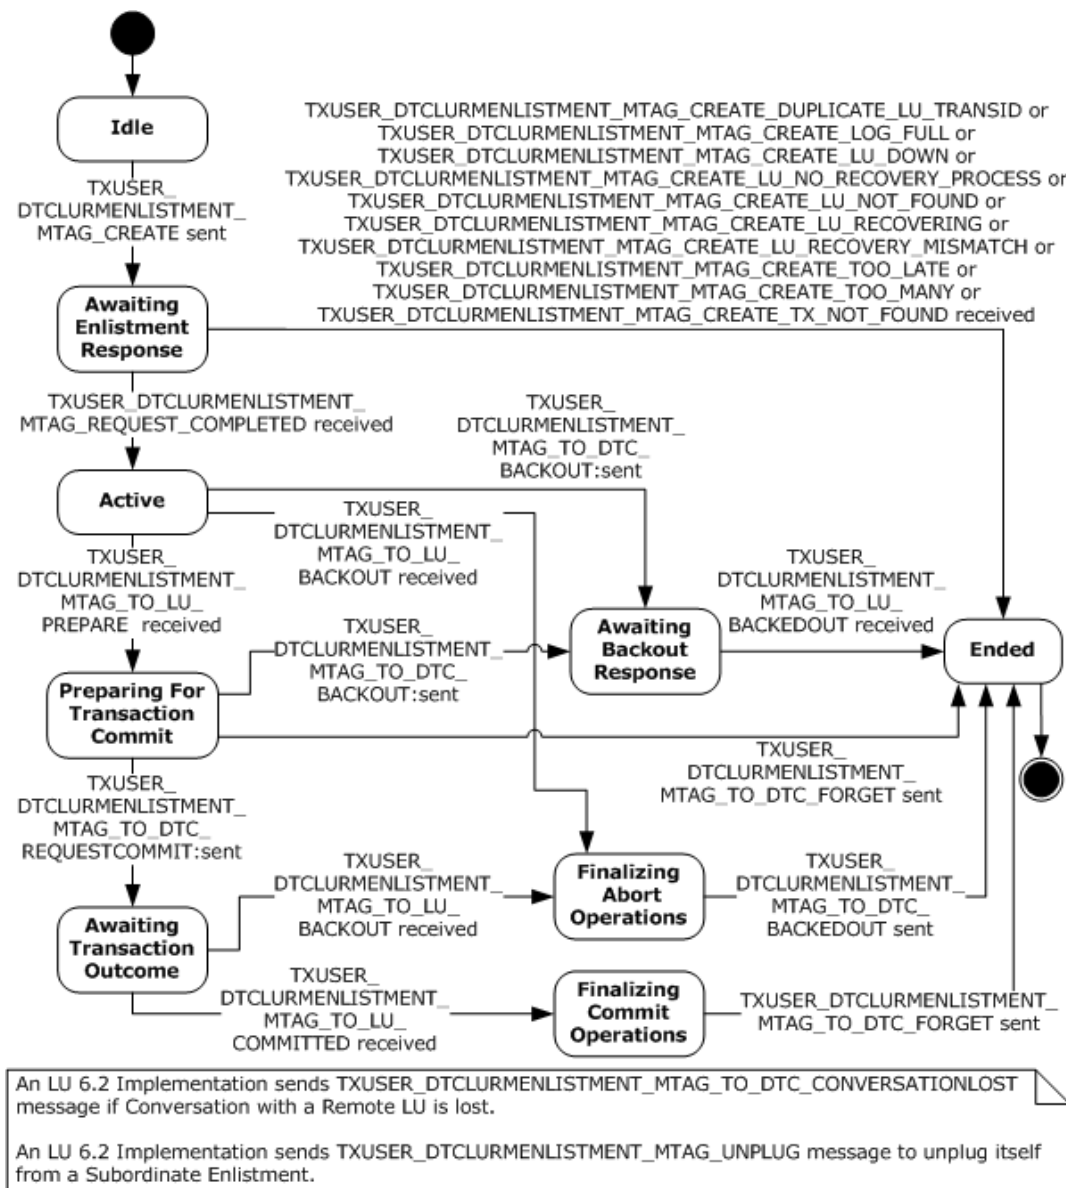 Idle
TXUSER_
DTCLURMENLISTMENT_
MTAG_CREATE sent
TXUSER_DTCLURMENLISTMENT_MTAG_CREATE_DUPLICATE_LU_TRANSID or
TXUSER_DTCLURMENLISTMENT_MTAG_CREATE_LOG_FULL or
TXUSER_DTCLURMENLISTMENT_MTAG_CREATE_LU_DOWN or
TXUSER_DTCLURMENLISTMENT_MTAG_CREATE_LU_NO_RECOVERY_PROCESS or
TXUSER_DTCLURMENLISTMENT_MTAG_CREATE_LU_NOT_FOUND or
TXUSER_DTCLURMENLISTMENT_MTAG_CREATE_LU_RECOVERING or
TXUSER_DTCLURMENLISTMENT_MTAG_CREATE_LU_RECOVERY_MISMATCH or
TXUSER_DTCLURMENLISTMENT_MTAG_CREATE_TOO_LATE or
TXUSER_DTCLURMENLISTMENT_MTAG_CREATE_TOO_MANY or
TXUSER_DTCLURMENLISTMENT_MTAG_CREATE_TX_NOT_FOUND received
Awaiting
Enlistment
Response
TXUSER_DTCLURMENLISTMENT_
MTAG_REQUEST_COMPLETED received
TXUSER_
DTCLURMENLISTMENT_
MTAG_TO_DTC_
BACKOUT:sent
Active
TXUSER_
DTCLURMENLISTMENT_
MTAG_TO_LU_
BACKOUT received
TXUSER_
DTCLURMENLISTMENT_
MTAG_TO_LU_
PREPARE received
TXUSER_
DTCLURMENLISTMENT_
MTAG_TO_LU_
BACKEDOUT received
TXUSER_
DTCLURMENLISTMENT_
MTAG_TO_DTC_
BACKOUT:sent
Awaiting
Backout
Response
Ended
Preparing For
Transaction
Commit
TXUSER_
DTCLURMENLISTMENT_
MTAG_TO_DTC_FORGET sent
TXUSER_
DTCLURMENLISTMENT_
MTAG_TO_DTC_
REQUESTCOMMIT:sent
TXUSER_
DTCLURMENLISTMENT_
MTAG_TO_LU_
BACKOUT received
Finalizing
Abort
Operations
TXUSER_
DTCLURMENLISTMENT_
MTAG_TO_DTC_
BACKEDOUT sent
Awaiting
Transaction
Outcome
TXUSER_
DTCLURMENLISTMENT_
MTAG_TO_LU_
COMMITTED received
Finalizing
Commit
Operations
TXUSER_DTCLURMENLISTMENT_
MTAG_TO_DTC_FORGET sent
An LU 6.2 Implementation sends TXUSER_DTCLURMENLISTMENT_MTAG_TO_DTC_CONVERSATIONLOST
message if Conversation with a Remote LU is lost.
An LU 6.2 Implementation sends TXUSER_DTCLURMENLISTMENT_MTAG_UNPLUG message to unplug itself
from a Subordinate Enlistment.